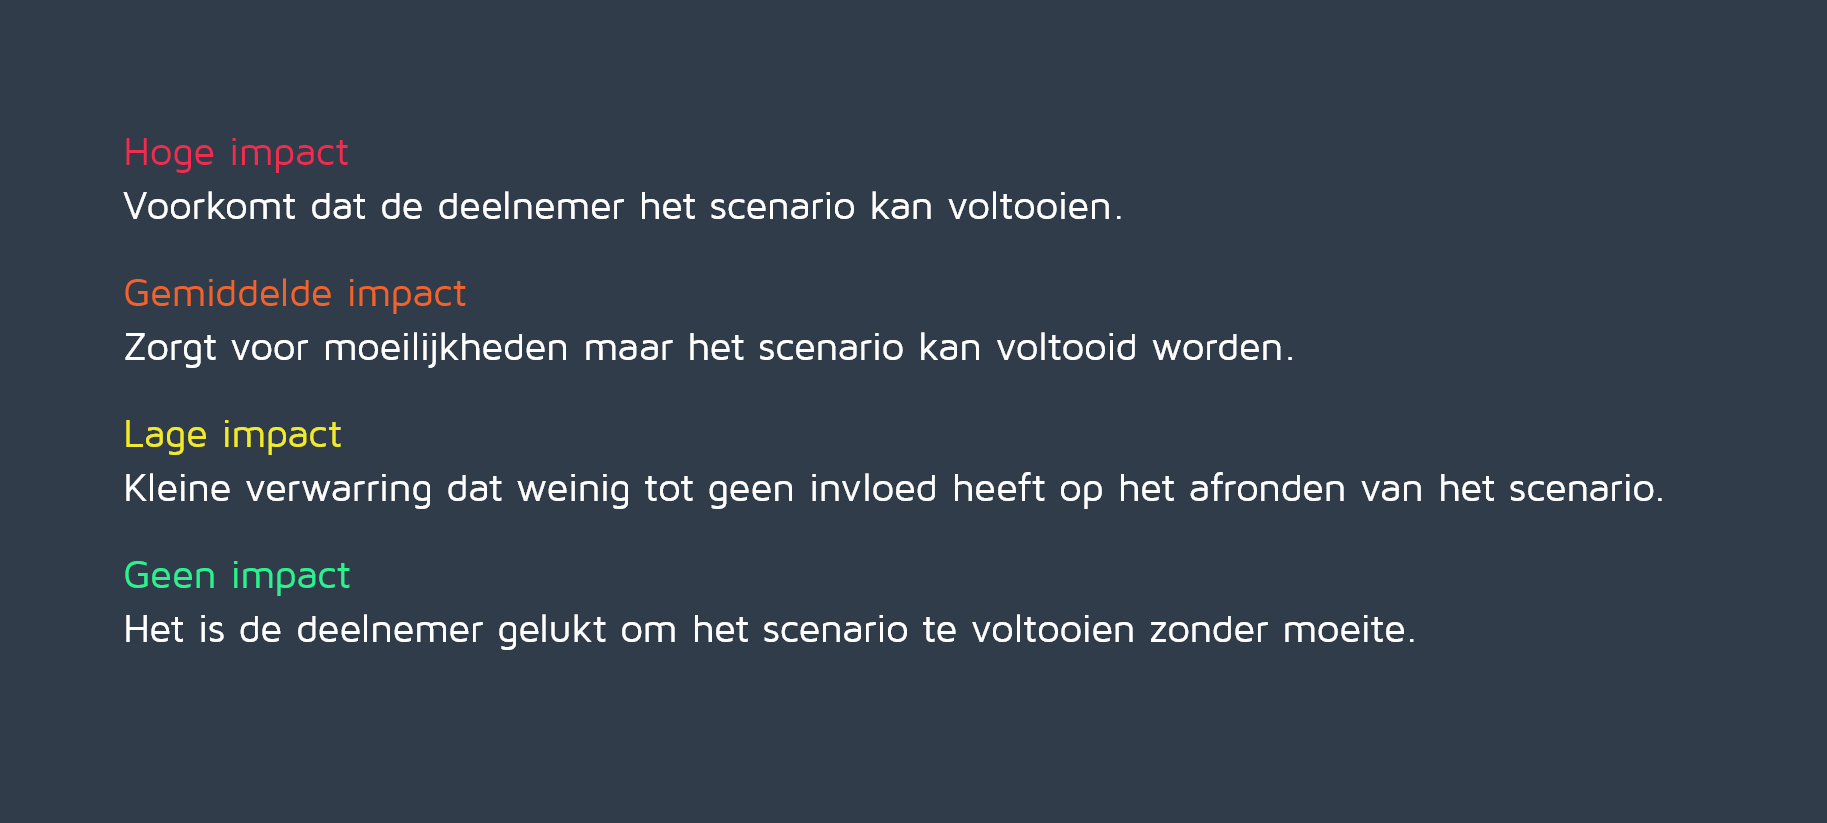 Hoge impact
Voorkomt dat de deelnemer het scenario kan voltooien.
Gemiddelde impact
Zorgt voor moeilijkheden maar het scenario kan voltooid worden.
Lage impact
Kleine verwarring dat weinig tot geen invloed heeft op het afronden van het scenario.
Geen impact
Het is de deelnemer gelukt om het scenario te voltooien zonder moeite.